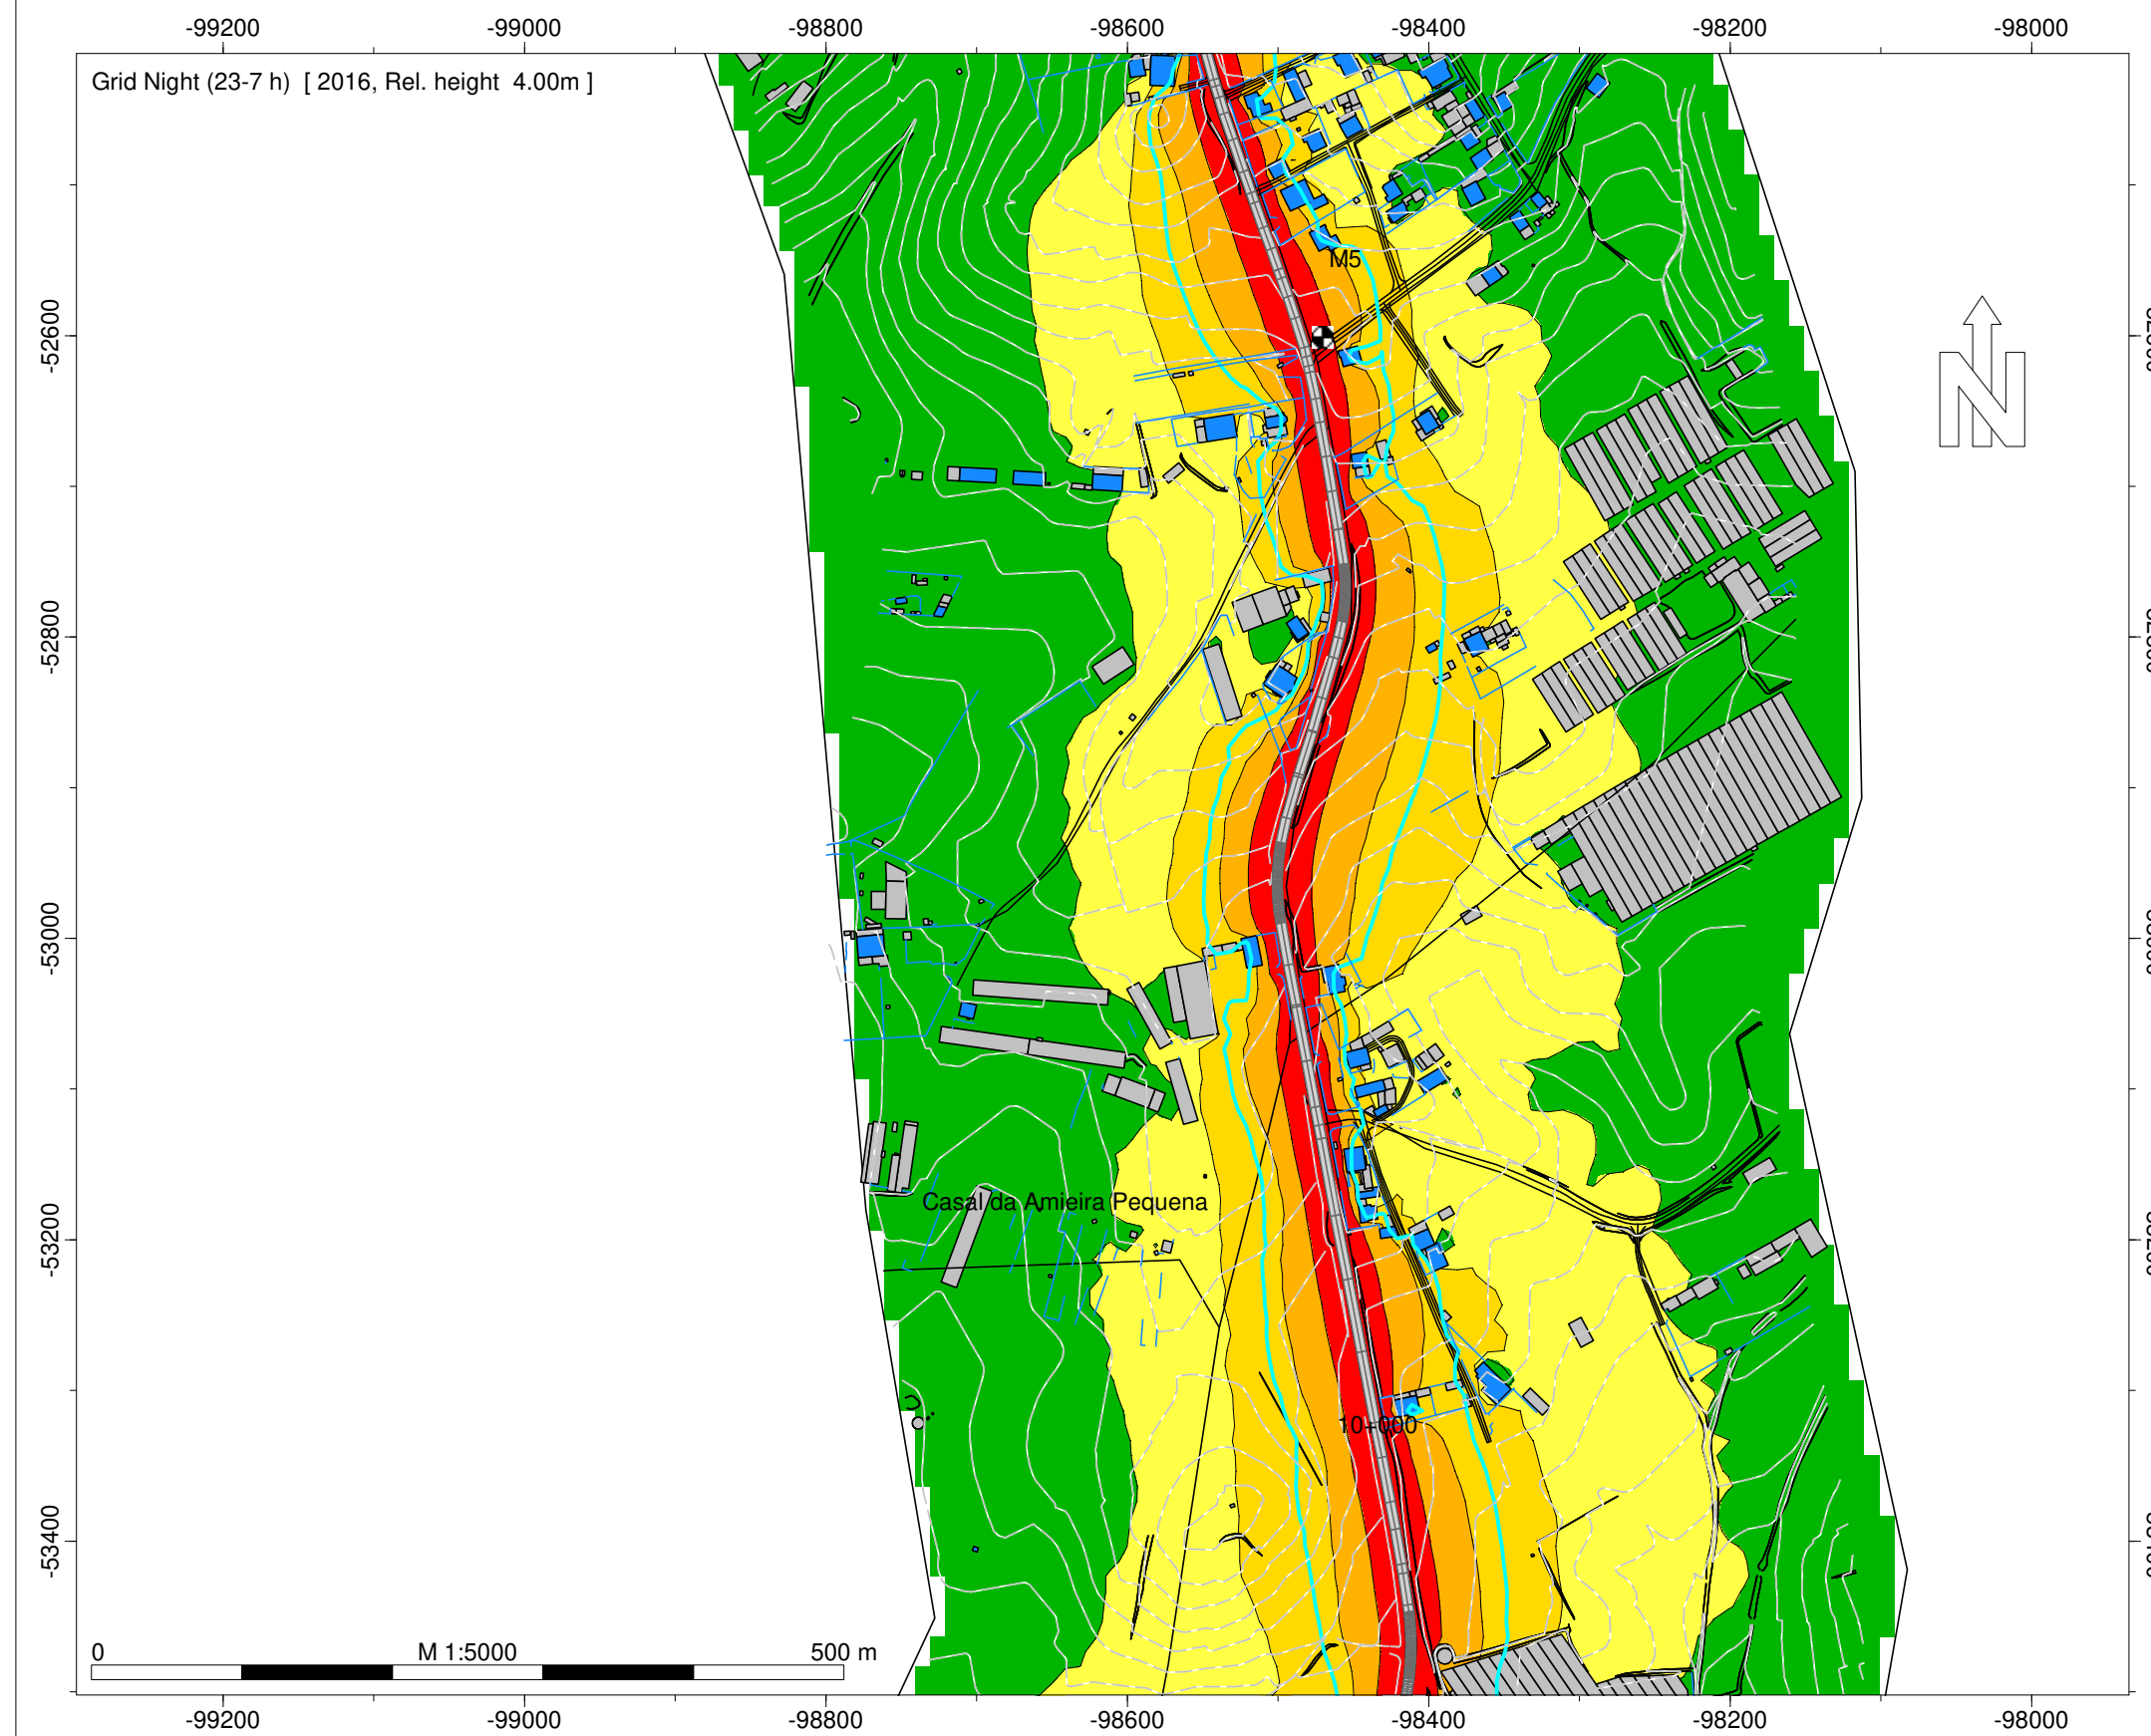 -99200 -99000 -98800 -98600 -98400 -98200 -98000
Grid Night (23-7 h) [ 2016, Rel. height 4.00m ]
M5
-52600
N
-52800
-53000
Casal da Amieira Pequena
-53200
10+000
-53400
0 M 1:5000 500 m
-99200 -99000 -98800 -98600 -98400 -98200 -98000